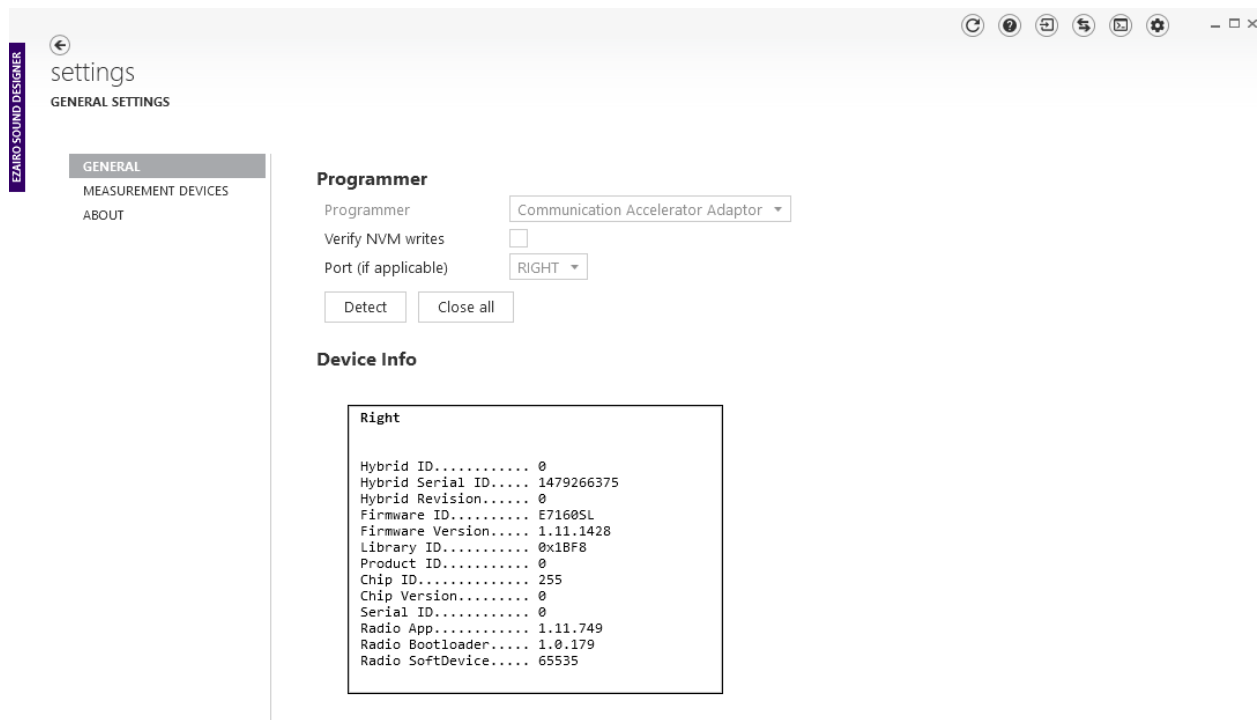 EZAIRO SOUND DESIGNER
settings
GENERAL SETTINGS
GENERAL
MEASUREMENT DEVICES
ABOUT
Programmer
Programmer Communication Accelerator Adaptor
Verify NVM writes
Port (if applicable) RIGHT
Detect Close all
Device Info
Right
Hybrid ID............ 0
Hybrid Serial ID..... 1479266375
Hybrid Revision...... 0
Firmware ID.......... E7160SL
Firmware Version..... 1.11.1428
Library ID........... 0x1BF8
Product ID........... 0
Chip ID.............. 255
Chip Version......... 0
Serial ID............ 0
Radio App............ 1.11.749
Radio Bootloader..... 1.0.179
Radio SoftDevice..... 65535